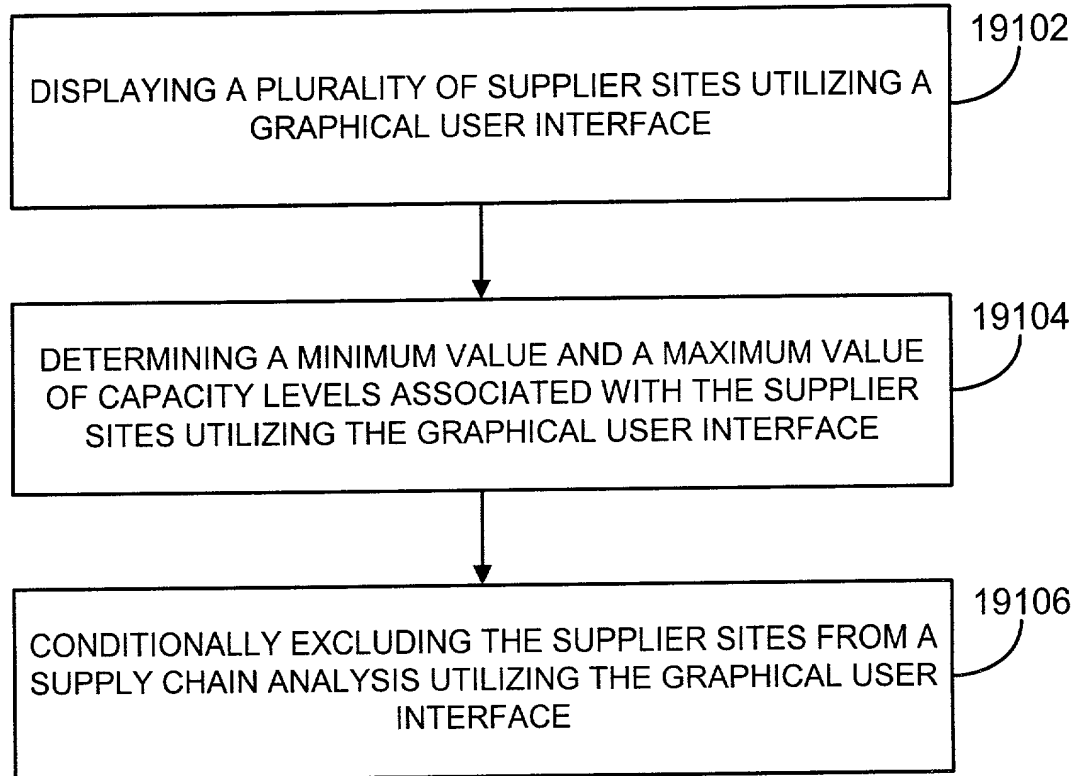 19102
DISPLAYING A PLURALITY OF SUPPLIER SITES UTILIZING A
GRAPHICAL USER INTERFACE
19104
DETERMINING A MINIMUM VALUE AND A MAXIMUM VALUE
OF CAPACITY LEVELS ASSOCIATED WITH THE SUPPLIER
SITES UTILIZING THE GRAPHICAL USER INTERFACE
19106
CONDITIONALLY EXCLUDING THE SUPPLIER SITES FROM A
SUPPLY CHAIN ANALYSIS UTILIZING THE GRAPHICAL USER
INTERFACE